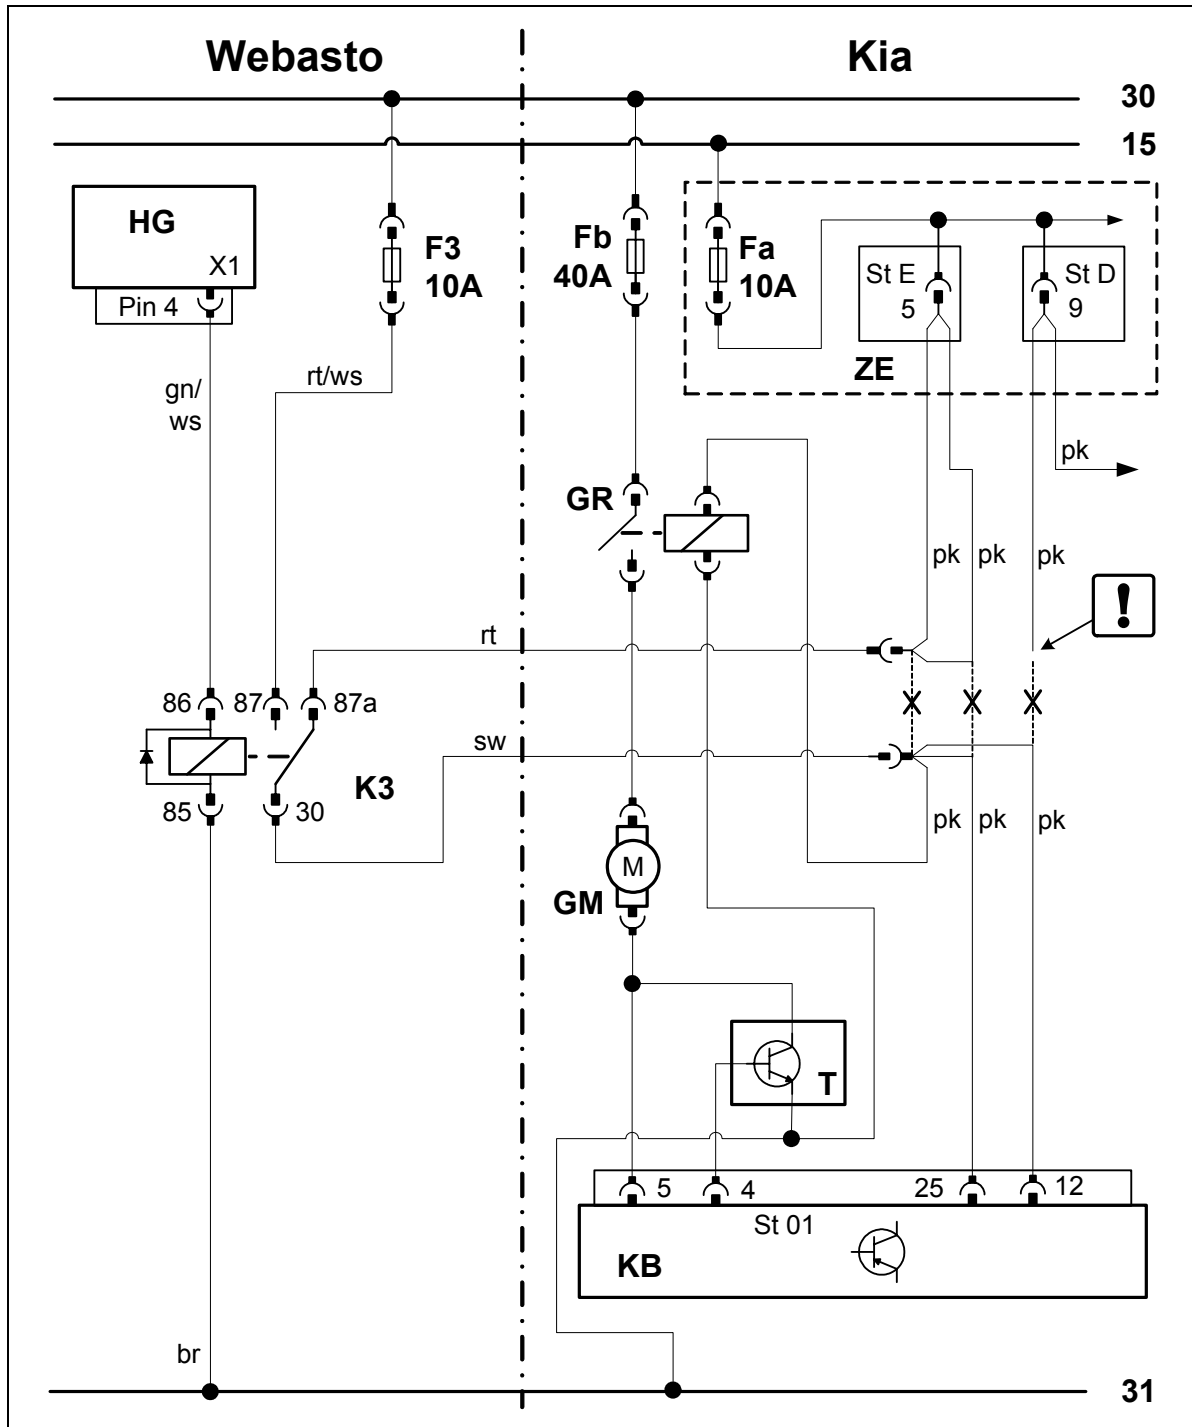 Webasto
Kia
30
15
HG
X1
Pin 4
F3
10A
Fb
40A
Fa
10A
St E
5
St D
9
ZE
gn/
ws
rt/ws
pk
GR
pk
pk
pk
!
rt
86
87
87a
sw
K3
85
30
pk
pk
pk
M
GM
T
5
4
25
12
St 01
KB
br
31